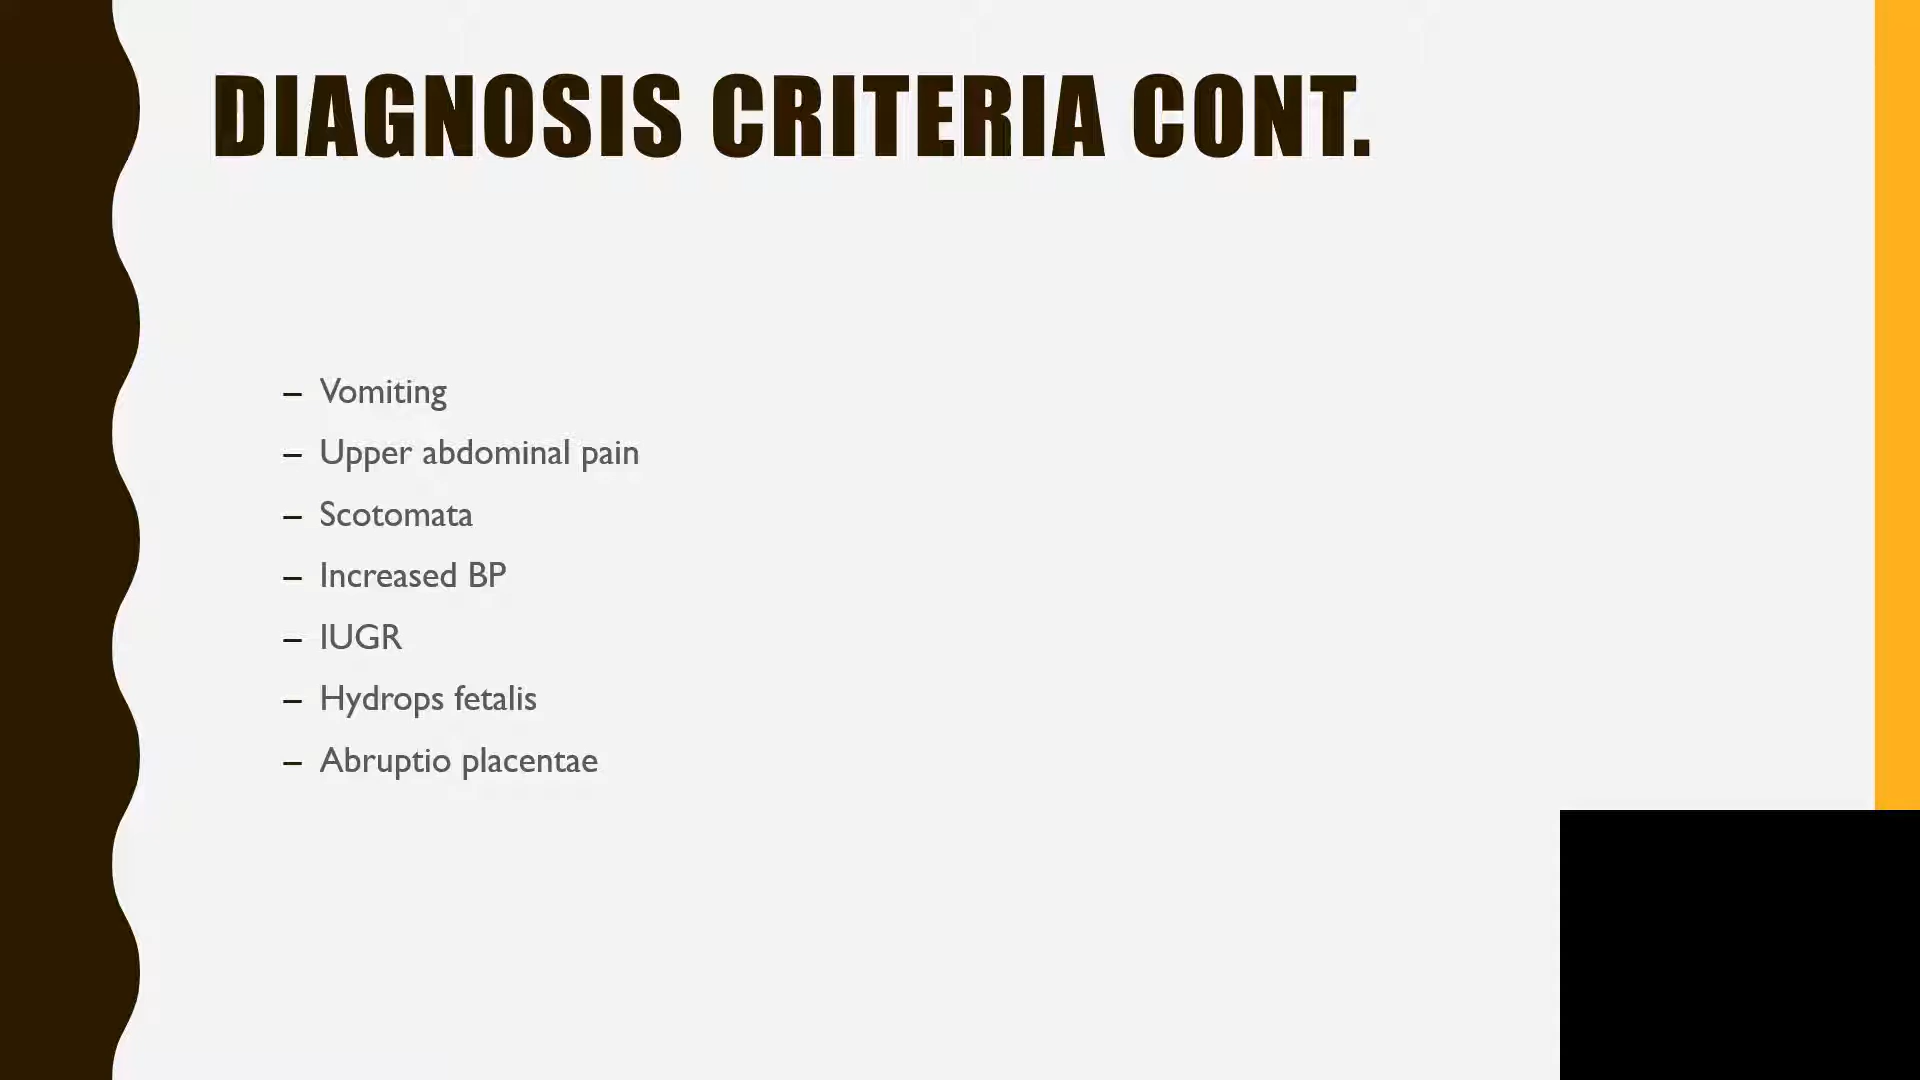 DIAGNOSIS CRITERIA CONT.
– Vomiting
– Upper abdominal pain
– Scotomata
– Increased BP
– IUGR
– Hydrops fetalis
– Abruptio placentae